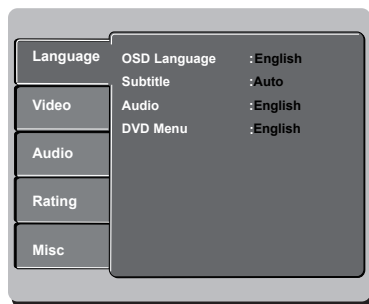 Language
Video
Audio
Rating
Misc
OSD Language :English
Subtitle :Auto
Audio :English
DVD Menu :English